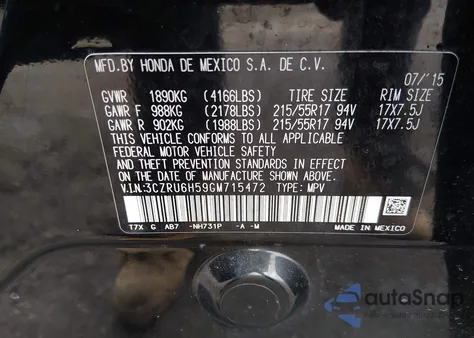 MFD.BY HONDA DE MEXICO S.A. DE C.V.
07/'15
GVWR 1890KG (4166LBS) TIRE SIZE RIM SIZE
GAWR F 988KG (2178LBS) 215/55R17 94V 17X7.5J
GAWR R 902KG (1988LBS) 215/55R17 94V 17X7.5J
THIS VEHICLE CONFORMS TO ALL APPLICABLE
FEDERAL MOTOR VEHICLE SAFETY AND
THEFT PREVENTION STANDARDS IN EFFECT
ON THE DATE OF MANUFACTURE SHOWN ABOVE.
V.I.N:3CZRU6H59GM715472 TYPE: MPV
T7X G AB7 -NH731P -A -M
MADE IN MEXICO
autoSnap